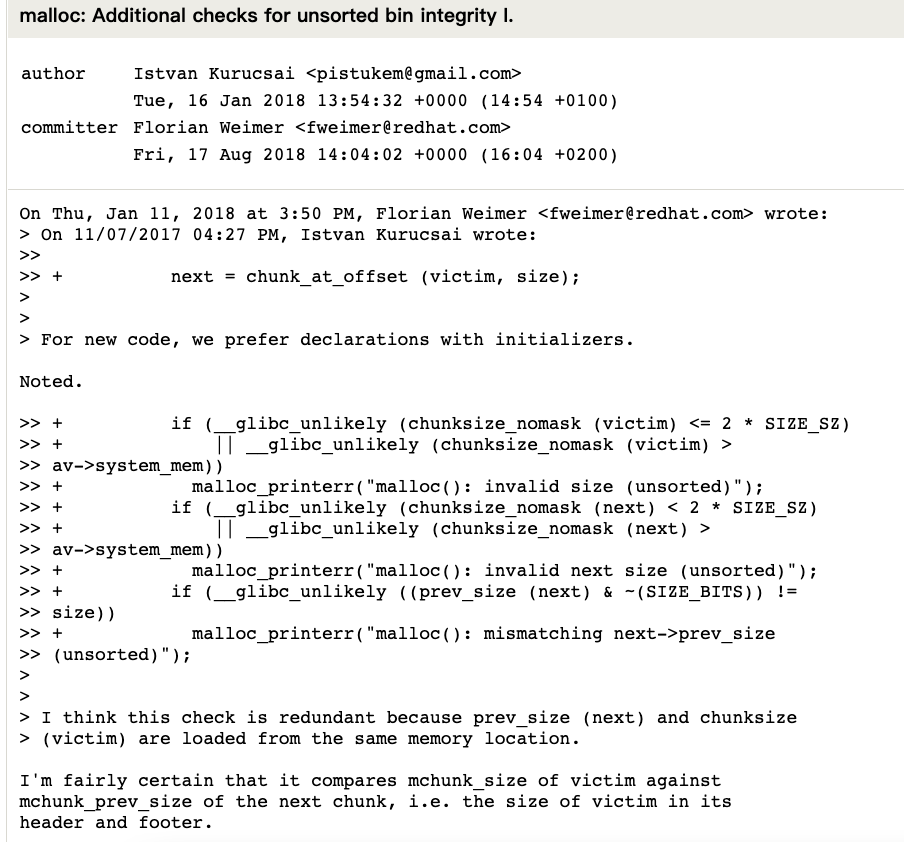 malloc: Additional checks for unsorted bin integrity I.
author Istvan Kurucsai <pistukem@gmail.com>
Tue, 16 Jan 2018 13:54:32 +0000 (14:54 +0100)
committer Florian Weimer <fweimer@redhat.com>
Fri, 17 Aug 2018 14:04:02 +0000 (16:04 +0200)
On Thu, Jan 11, 2018 at 3:50 PM, Florian Weimer <fweimer@redhat.com> wrote:
> On 11/07/2017 04:27 PM, Istvan Kurucsai wrote:
>>
>> + next = chunk_at_offset (victim, size);
>
>
> For new code, we prefer declarations with initializers.
Noted.
>> + if (__glibc_unlikely (chunksize_nomask (victim) <= 2 * SIZE_SZ)
>> + || __glibc_unlikely (chunksize_nomask (victim) >
>> av->system_mem))
>> + malloc_printerr("malloc(): invalid size (unsorted)");
>> + if (__glibc_unlikely (chunksize_nomask (next) < 2 * SIZE_SZ)
>> + || __glibc_unlikely (chunksize_nomask (next) >
>> av->system_mem))
>> + malloc_printerr("malloc(): invalid next size (unsorted)");
>> + if (__glibc_unlikely ((prev_size (next) & ~(SIZE_BITS)) !=
>> size))
>> + malloc_printerr("malloc(): mismatching next->prev_size
>> (unsorted)");
>
>
> I think this check is redundant because prev_size (next) and chunksize
> (victim) are loaded from the same memory location.
I'm fairly certain that it compares mchunk_size of victim against
mchunk_prev_size of the next chunk, i.e. the size of victim in its
header and footer.